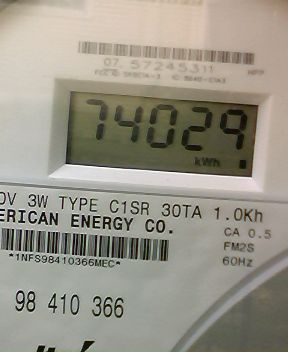 07. 57245311
74029
kWh
0V 3W TYPE C1SR 30TA 1.0Kh
ERICAN ENERGY CO.
CA 0.5
FM2S
60Hz
*1NFS98410366MEC*
98 410 366